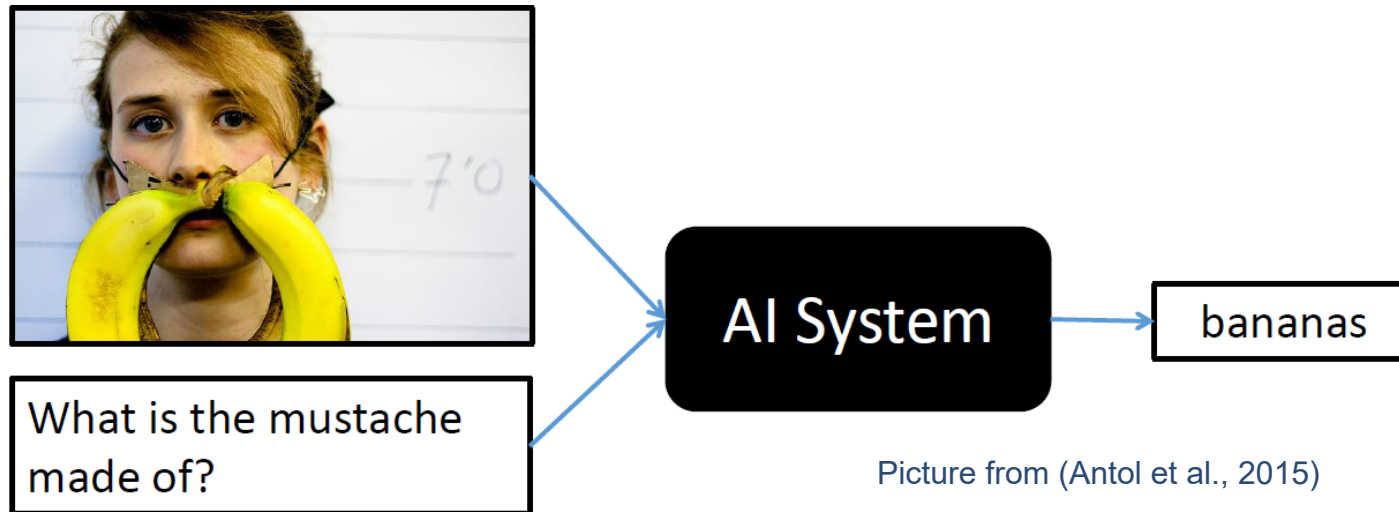 7'0
What is the mustache
made of?
AI System
bananas
Picture from (Antol et al., 2015)